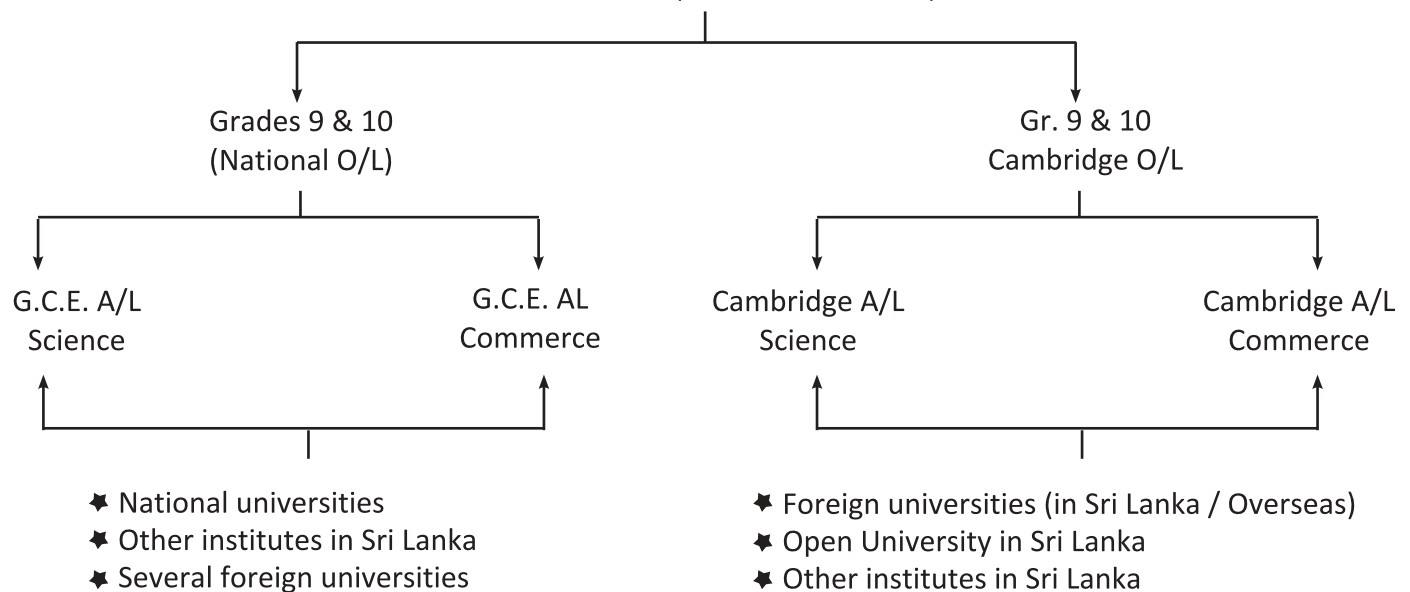 Grades 9 & 10
(National O/L)
Gr. 9 & 10
Cambridge O/L
G.C.E. A/L
Science
G.C.E. AL
Commerce
Cambridge A/L
Science
Cambridge A/L
Commerce
National universities
Other institutes in Sri Lanka
Several foreign universities
Foreign universities (in Sri Lanka / Overseas)
Open University in Sri Lanka
Other institutes in Sri Lanka